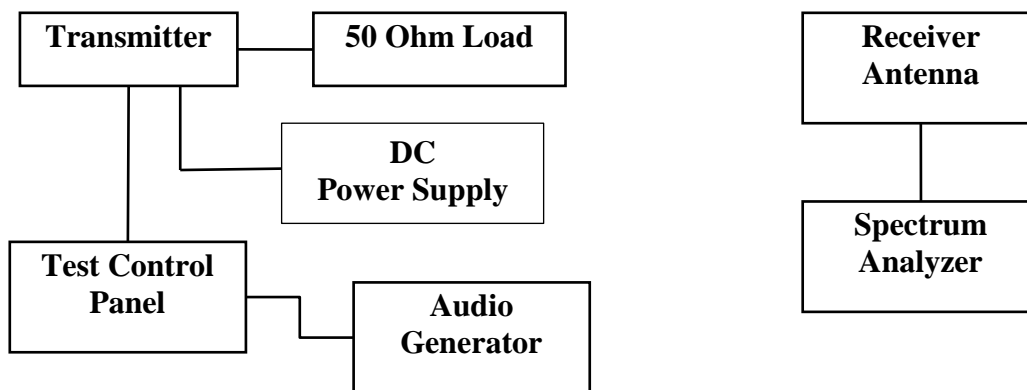 Transmitter
50 Ohm Load
Receiver
Antenna
DC
Power Supply
Test Control
Panel
Audio
Generator
Spectrum
Analyzer